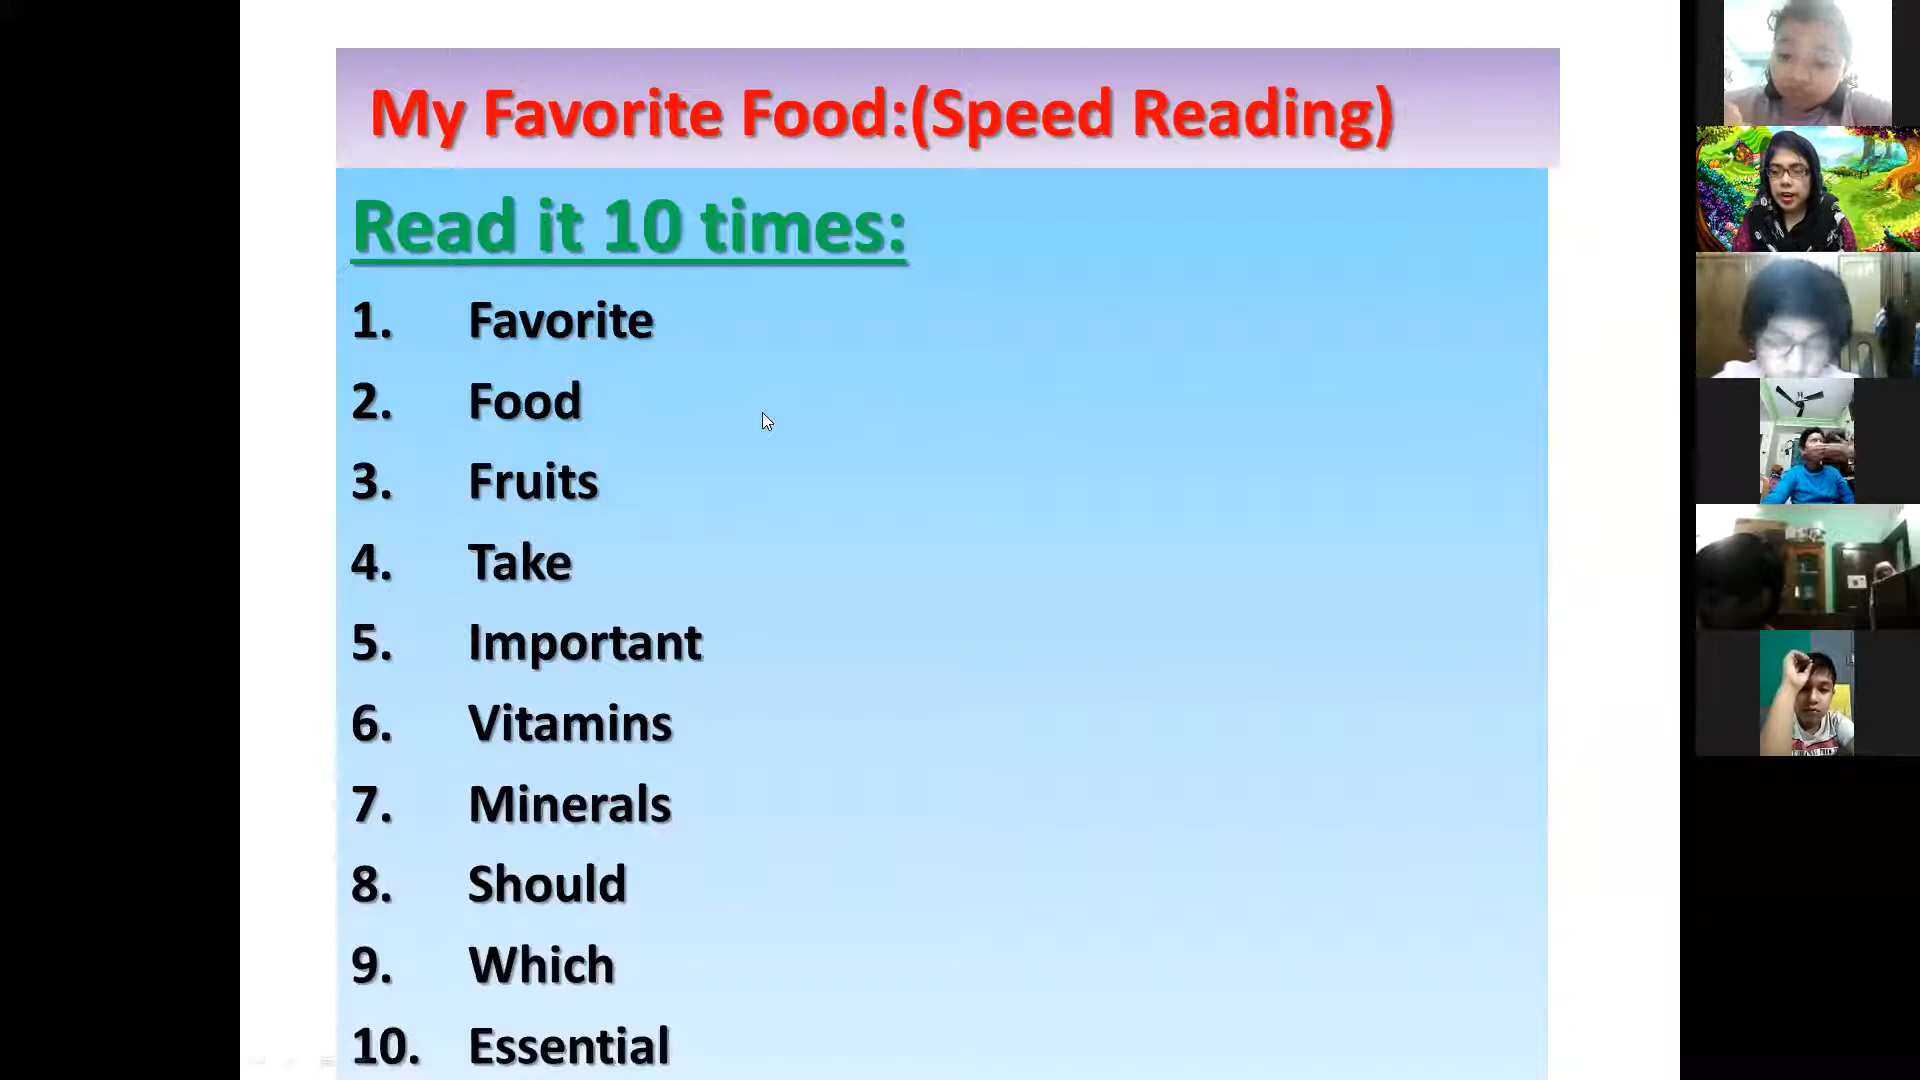 My Favorite Food:(Speed Reading)
Read it 10 times:
1. Favorite
2. Food
3. Fruits
4. Take
5. Important
6. Vitamins
7. Minerals
8. Should
9. Which
10. Essential